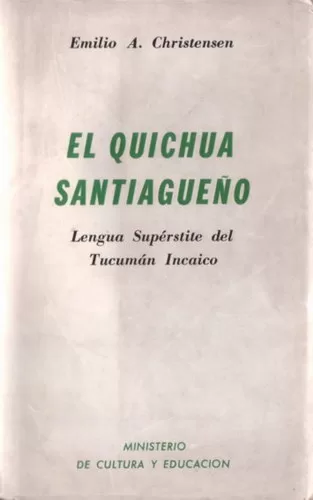 Emilio A. Christensen
EL QUICHUA
SANTIAGUEÑO
Lengua Supérstite del
Tucumán Incaico
MINISTERIO
DE CULTURA Y EDUCACION